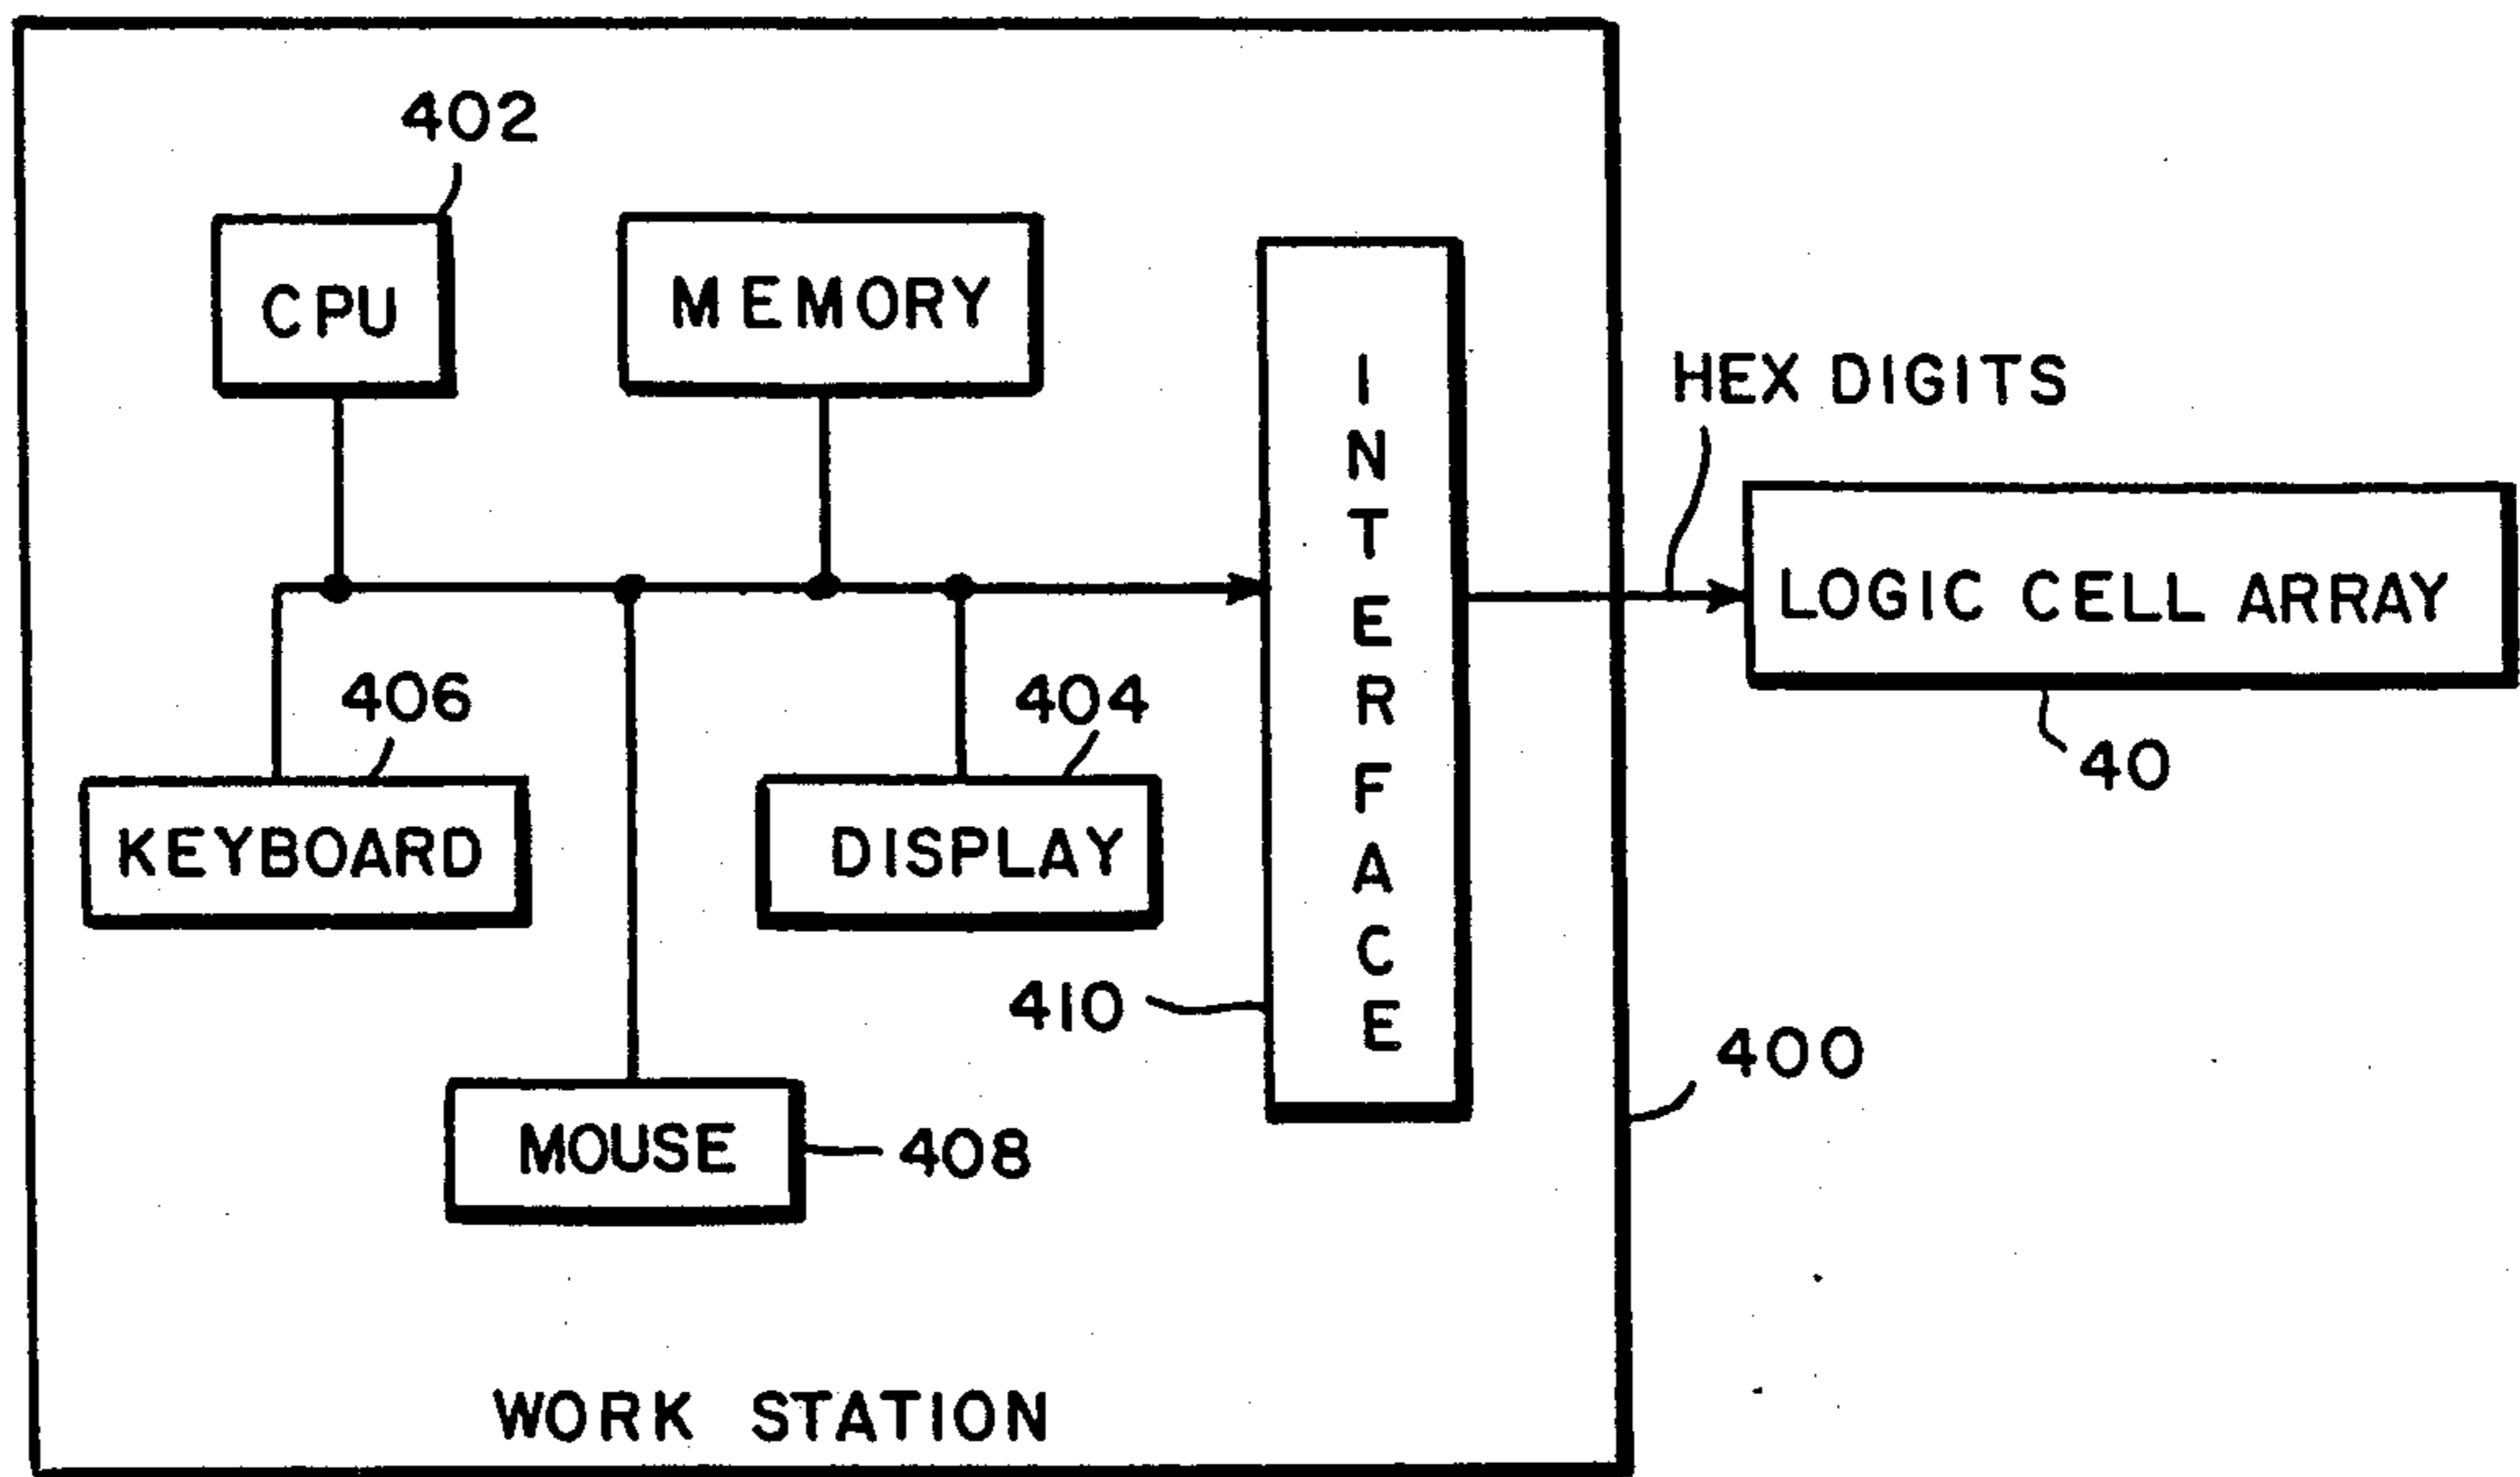 402
CPU
MEMORY
INTERFACE
HEX DIGITS
LOGIC CELL ARRAY
40
406
404
KEYBOARD
DISPLAY
410
400
MOUSE
408
WORK STATION